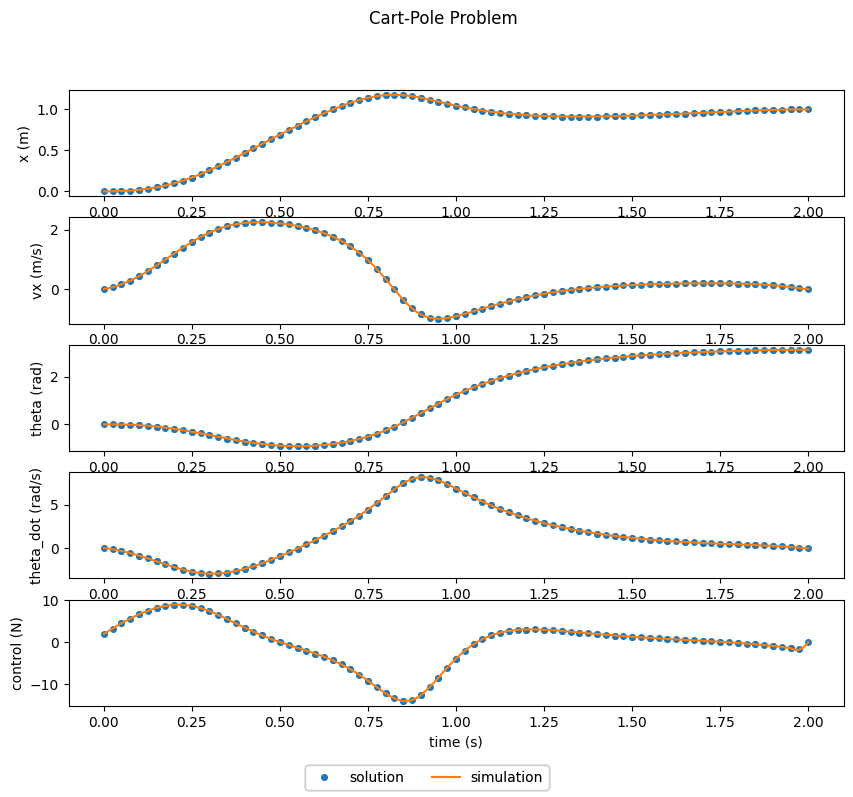 Cart-Pole Problem
1.0
0.5
0.0
x (m)
0.00 0.25 0.50 0.75 1.00 1.25 1.50 1.75 2.00
2
0
vx (m/s)
0.00 0.25 0.50 0.75 1.00 1.25 1.50 1.75 2.00
2
0
theta (rad)
0.00 0.25 0.50 0.75 1.00 1.25 1.50 1.75 2.00
5
0
theta_dot (rad/s)
0.00 0.25 0.50 0.75 1.00 1.25 1.50 1.75 2.00
10
0
−10
control (N)
0.00 0.25 0.50 0.75 1.00 1.25 1.50 1.75 2.00
time (s)
solution simulation